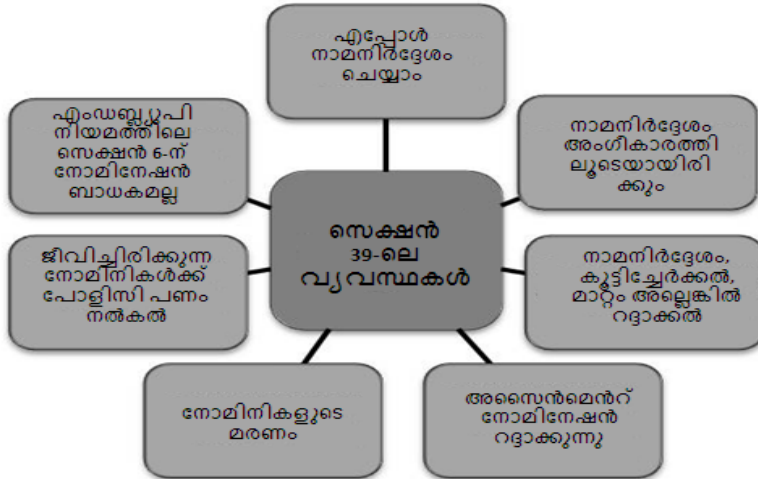 എപ്പോൾ
നാമനിർദ്ദേശം
ചെയ്യാം
എംഡബ്ല്യുപി
നിയമത്തിലെ
സെക്ഷൻ 6-ന്
നോമിനേഷൻ
ബാധകമല്ല
നാമനിർദ്ദേശം
അംഗീകാരത്തി
ലൂടെയായിരി
ക്കും
സെക്ഷൻ
39-ലെ
വ്യവസ്ഥകൾ
ജീവിച്ചിരിക്കുന്ന
നോമിനികൾക്ക്
പോളിസി പണം
നൽകൽ
നാമനിർദ്ദേശം,
കൂട്ടിച്ചേർക്കൽ,
മാറ്റം അല്ലെങ്കിൽ
റദ്ദാക്കൽ
നോമിനികളുടെ
മരണം
അസൈൻമെൻറ്
നോമിനേഷൻ
റദ്ദാക്കുന്നു